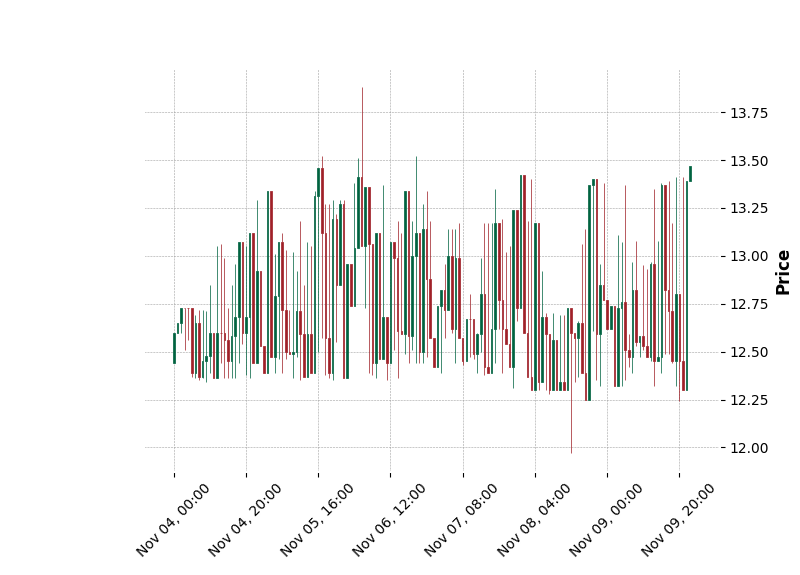 13.75
13.50
13.25
13.00
12.75
12.50
12.25
12.00
Price
Nov 04, 00:00
Nov 04, 20:00
Nov 05, 16:00
Nov 06, 12:00
Nov 07, 08:00
Nov 08, 04:00
Nov 09, 00:00
Nov 09, 20:00